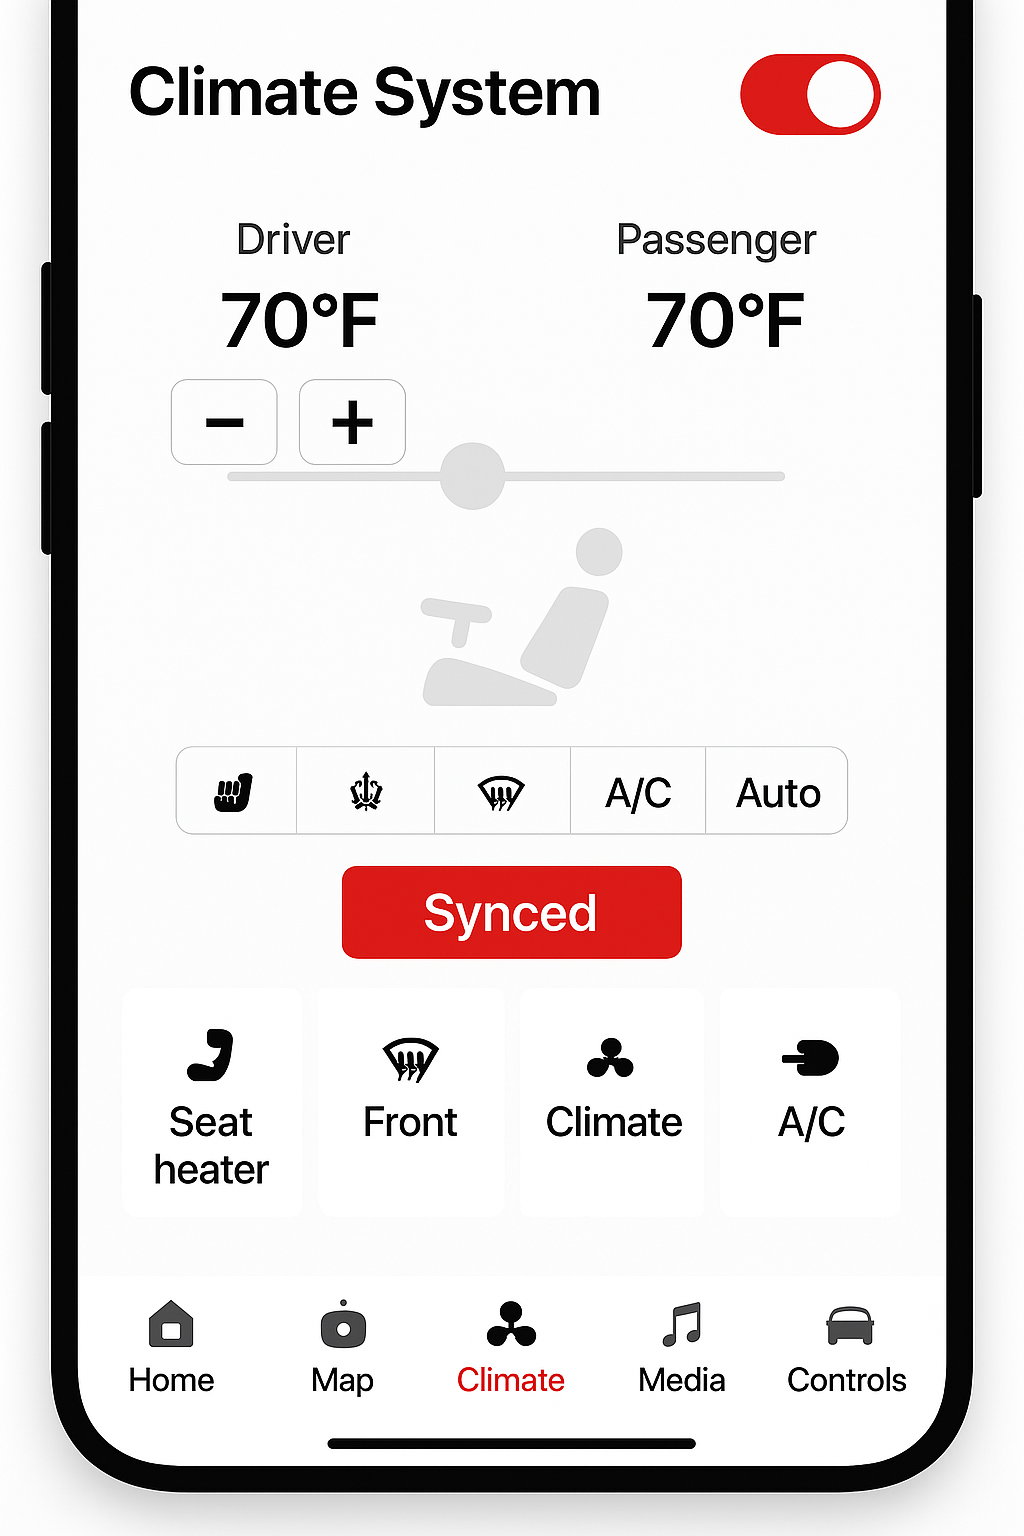 Climate System
Driver Passenger
70°F 70°F
− +
A/C Auto
Synced
Seat heater Front Climate A/C
Home Map Climate Media Controls